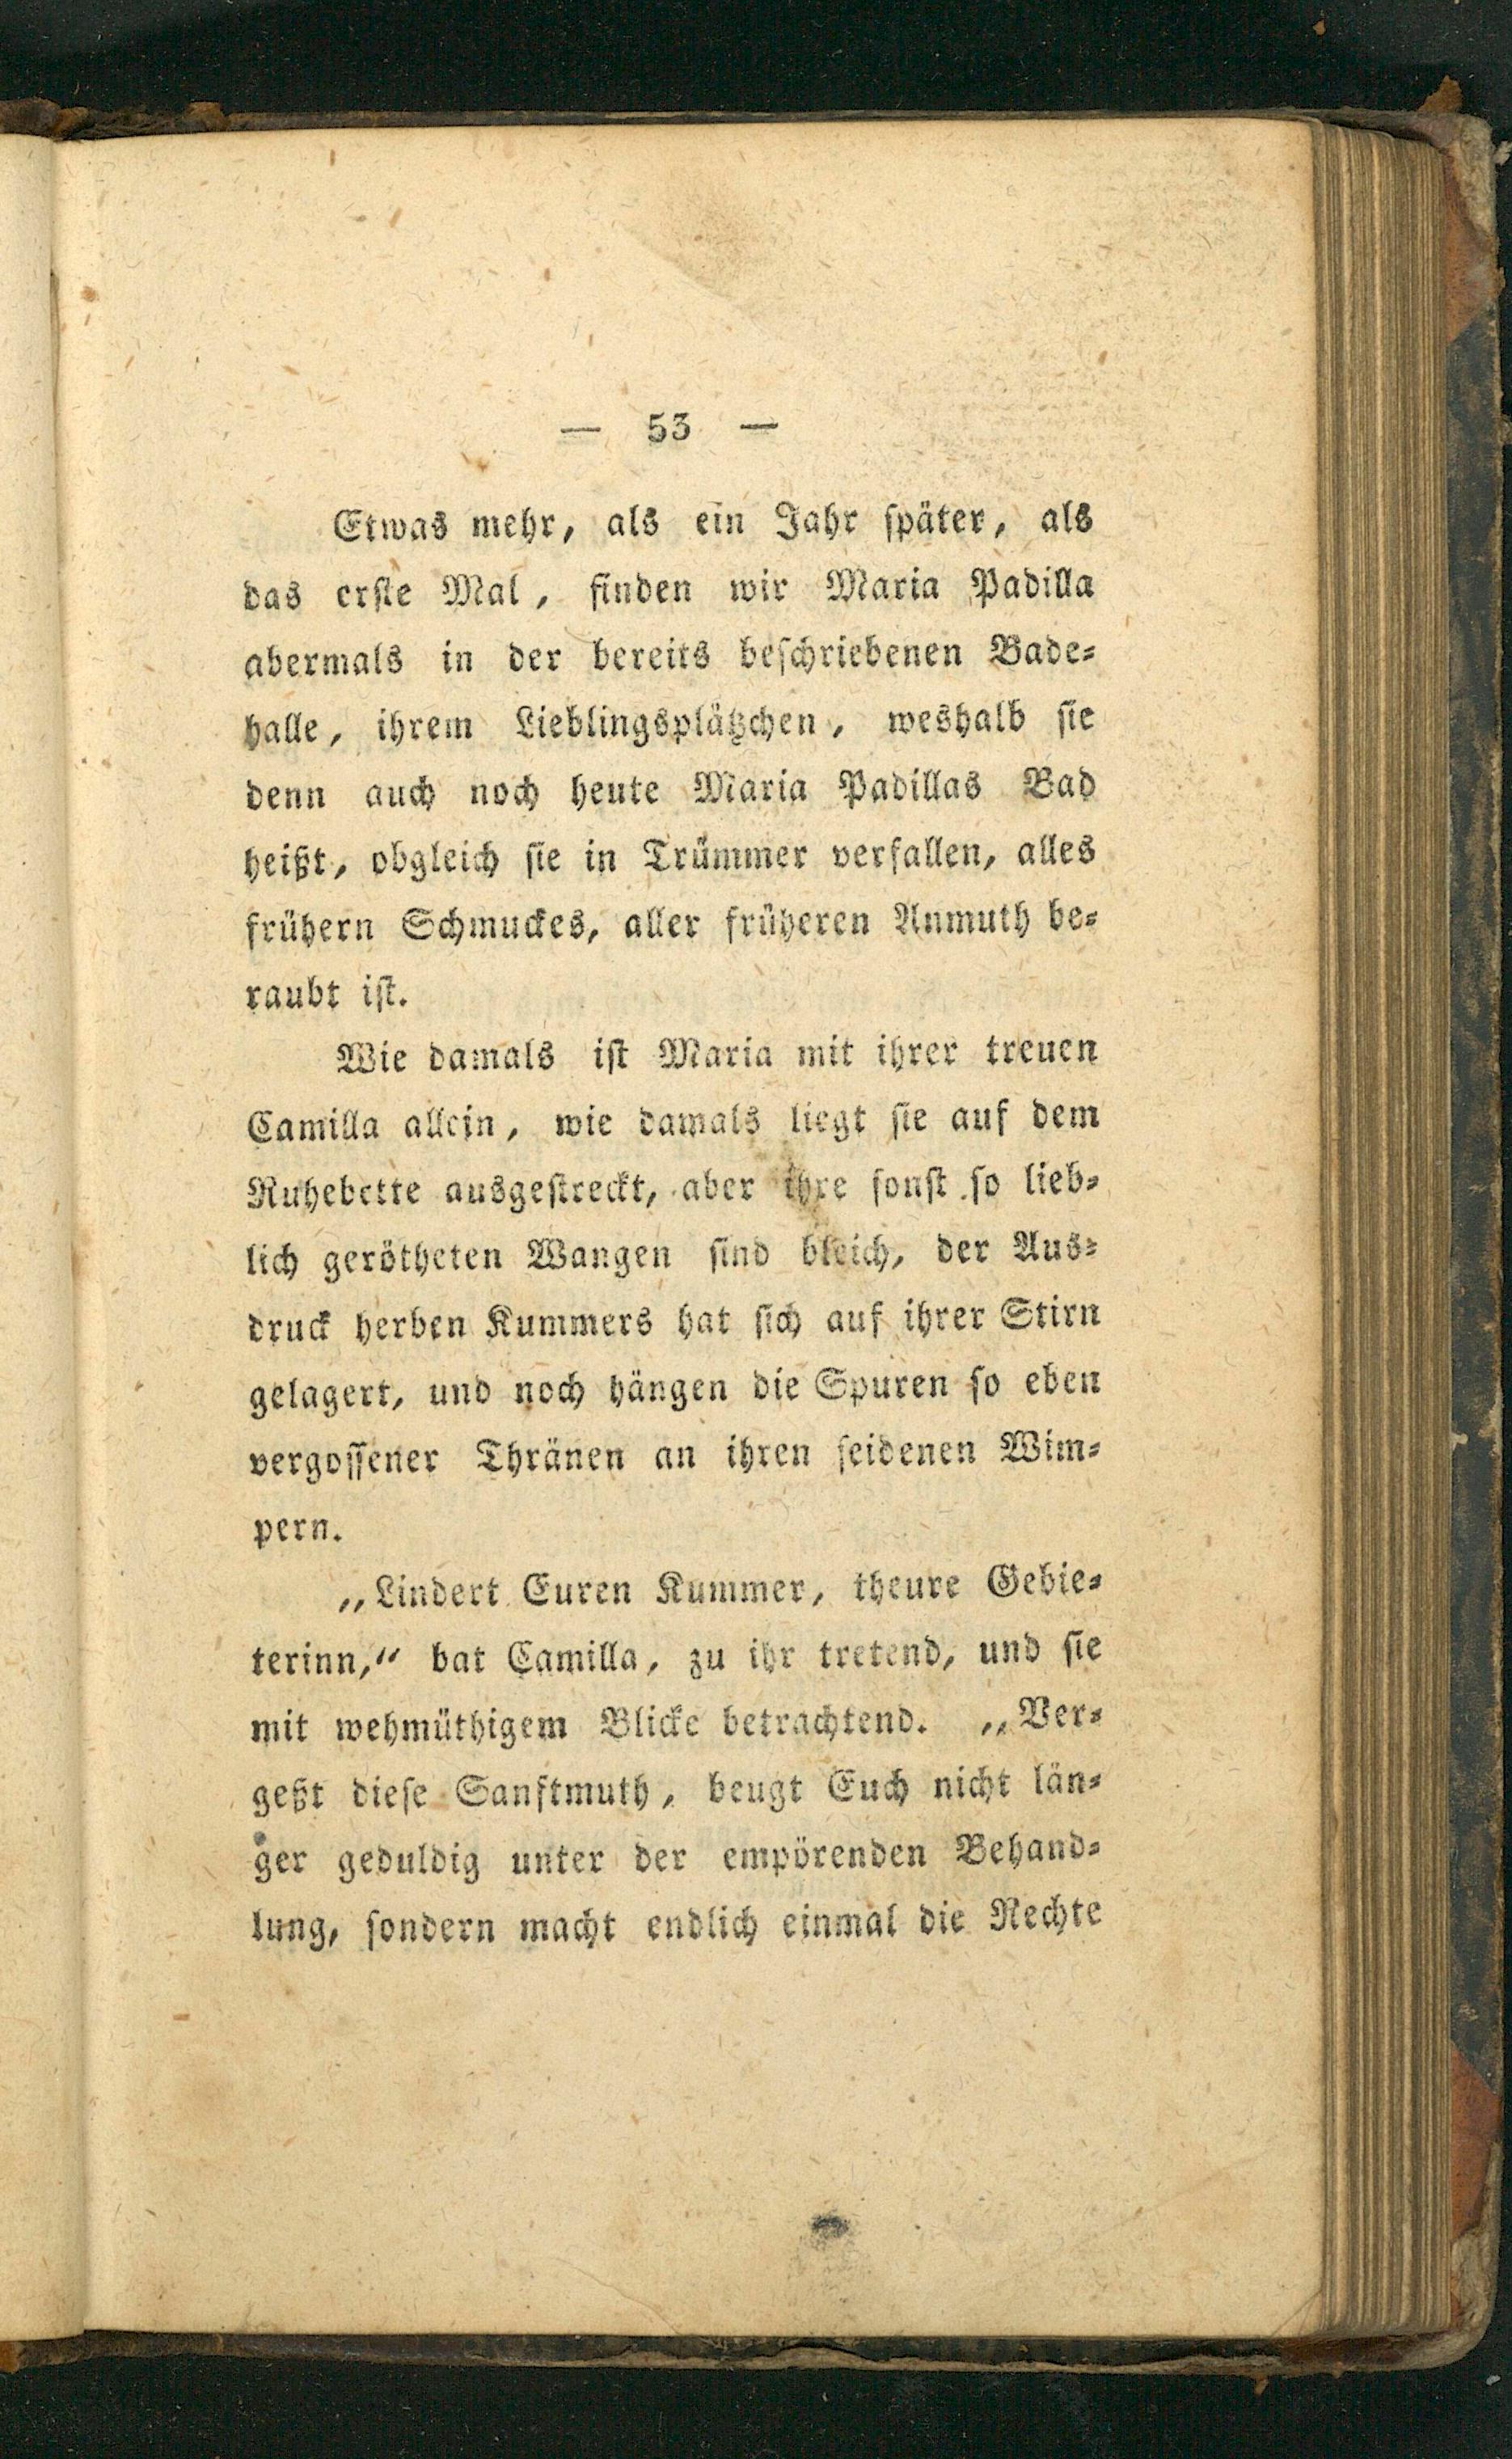 — 53 —
Etwas mehr, als ein Jahr später, als
das erste Mal, finden wir Maria Padilla
abermals in der bereits beschriebenen Bade-
halle, ihrem Lieblingsplätzchen, weshalb sie
denn auch noch heute Maria Padillas Bad
heißt, obgleich sie in Trümmer verfallen, alles
frühern Schmuckes, aller früheren Anmuth be-
raubt ist.
Wie damals ist Maria mit ihrer treuen
Camilla allein, wie damals liegt sie auf dem
Ruhebette ausgestreckt, aber ihre sonst so lieb-
lich gerötheten Wangen sind bleich, der Aus-
druck herben Kummers hat sich auf ihrer Stirn
gelagert, und noch hängen die Spuren so eben
vergossener Thränen an ihren seidenen Wim-
pern.
„Lindert Euren Kummer, theure Gebie-
terinn,“ bat Camilla, zu ihr tretend, und sie
mit wehmüthigem Blicke betrachtend. „Ver-
geßt diese Sanftmuth, beugt Euch nicht län-
ger geduldig unter der empörenden Behand-
lung, sondern macht endlich einmal die Rechte